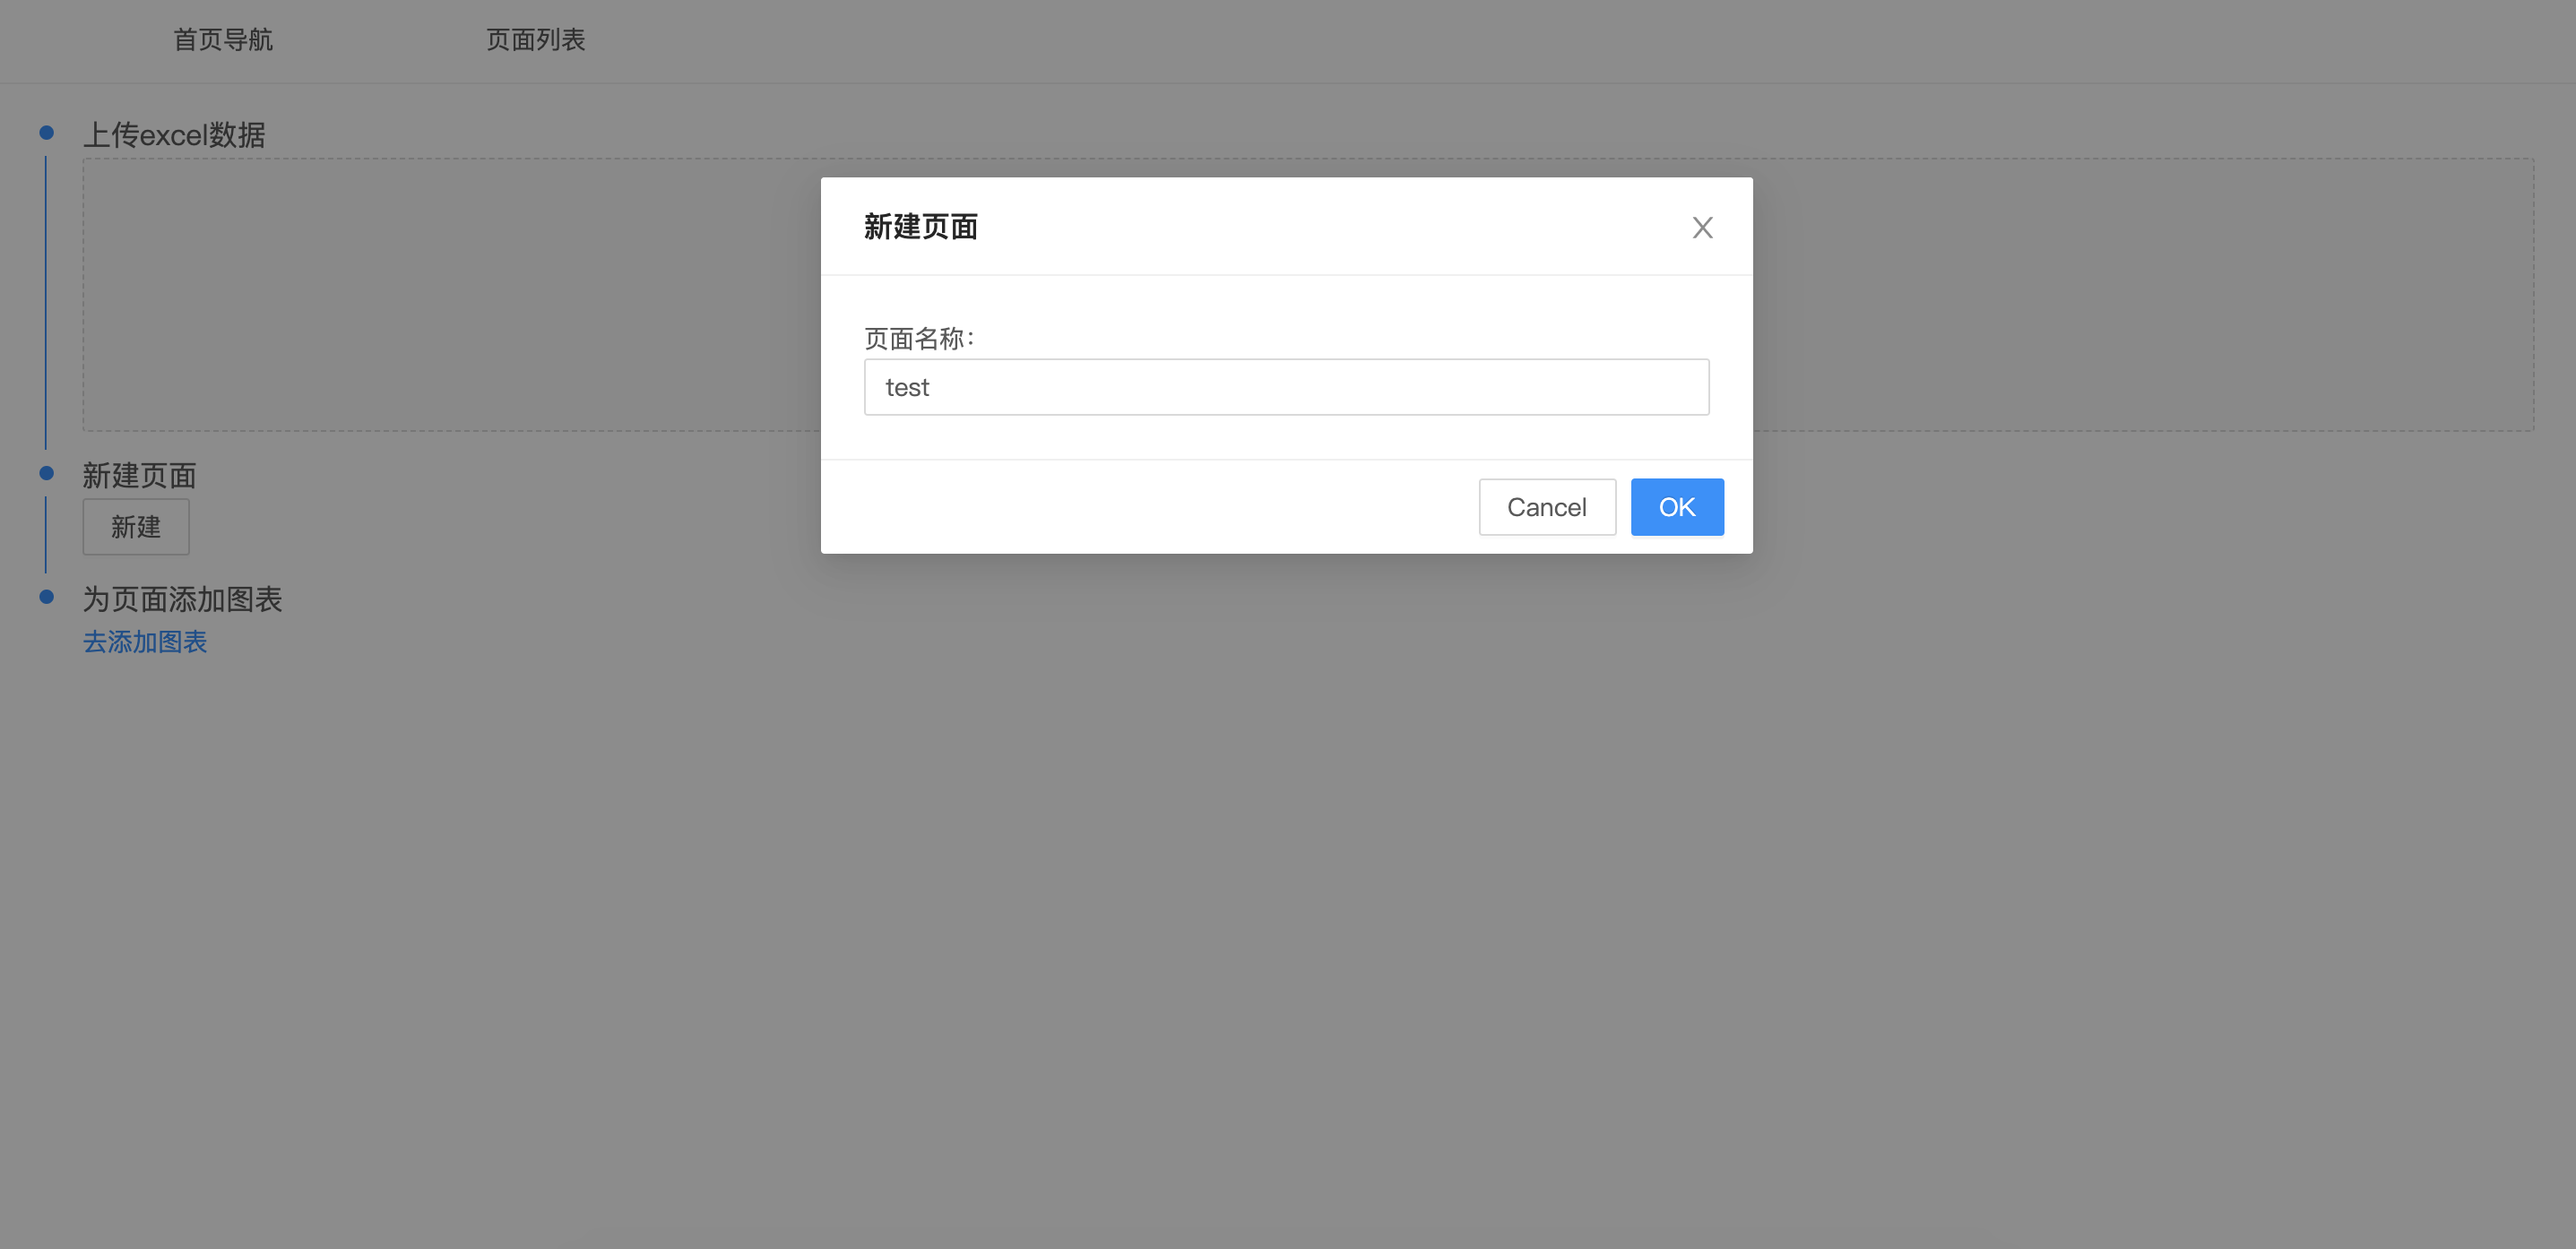 首页导航 页面列表
上传excel数据
新建页面
页面名称:
test
Cancel OK
新建页面
新建
为页面添加图表
去添加图表